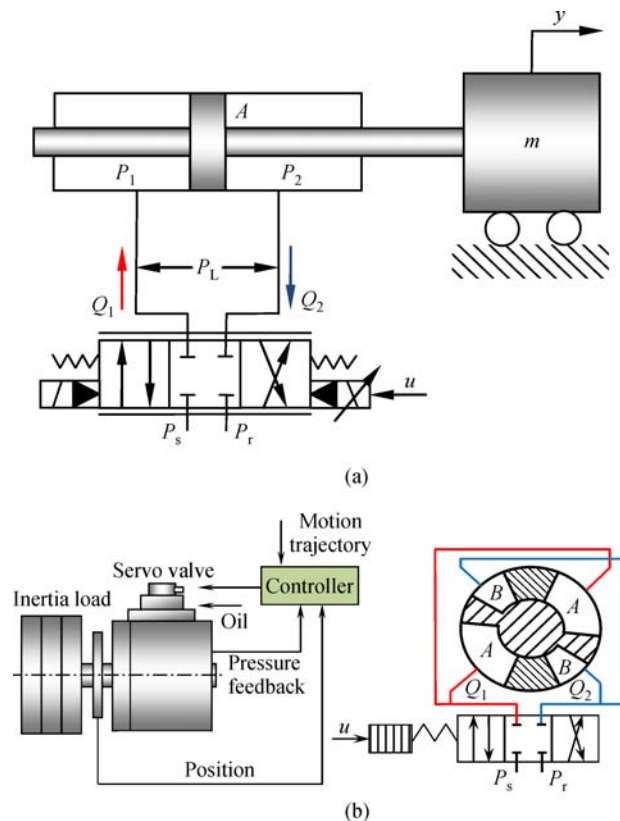 y
A
m
P1 P2
PL
Q1 Q2
u
Ps Pr
(a)
Motion
trajectory
Servo valve
Controller
Inertia load
Oil
Pressure
feedback
Position
B
A
A
B
Q1 Q2
u
Ps Pr
(b)